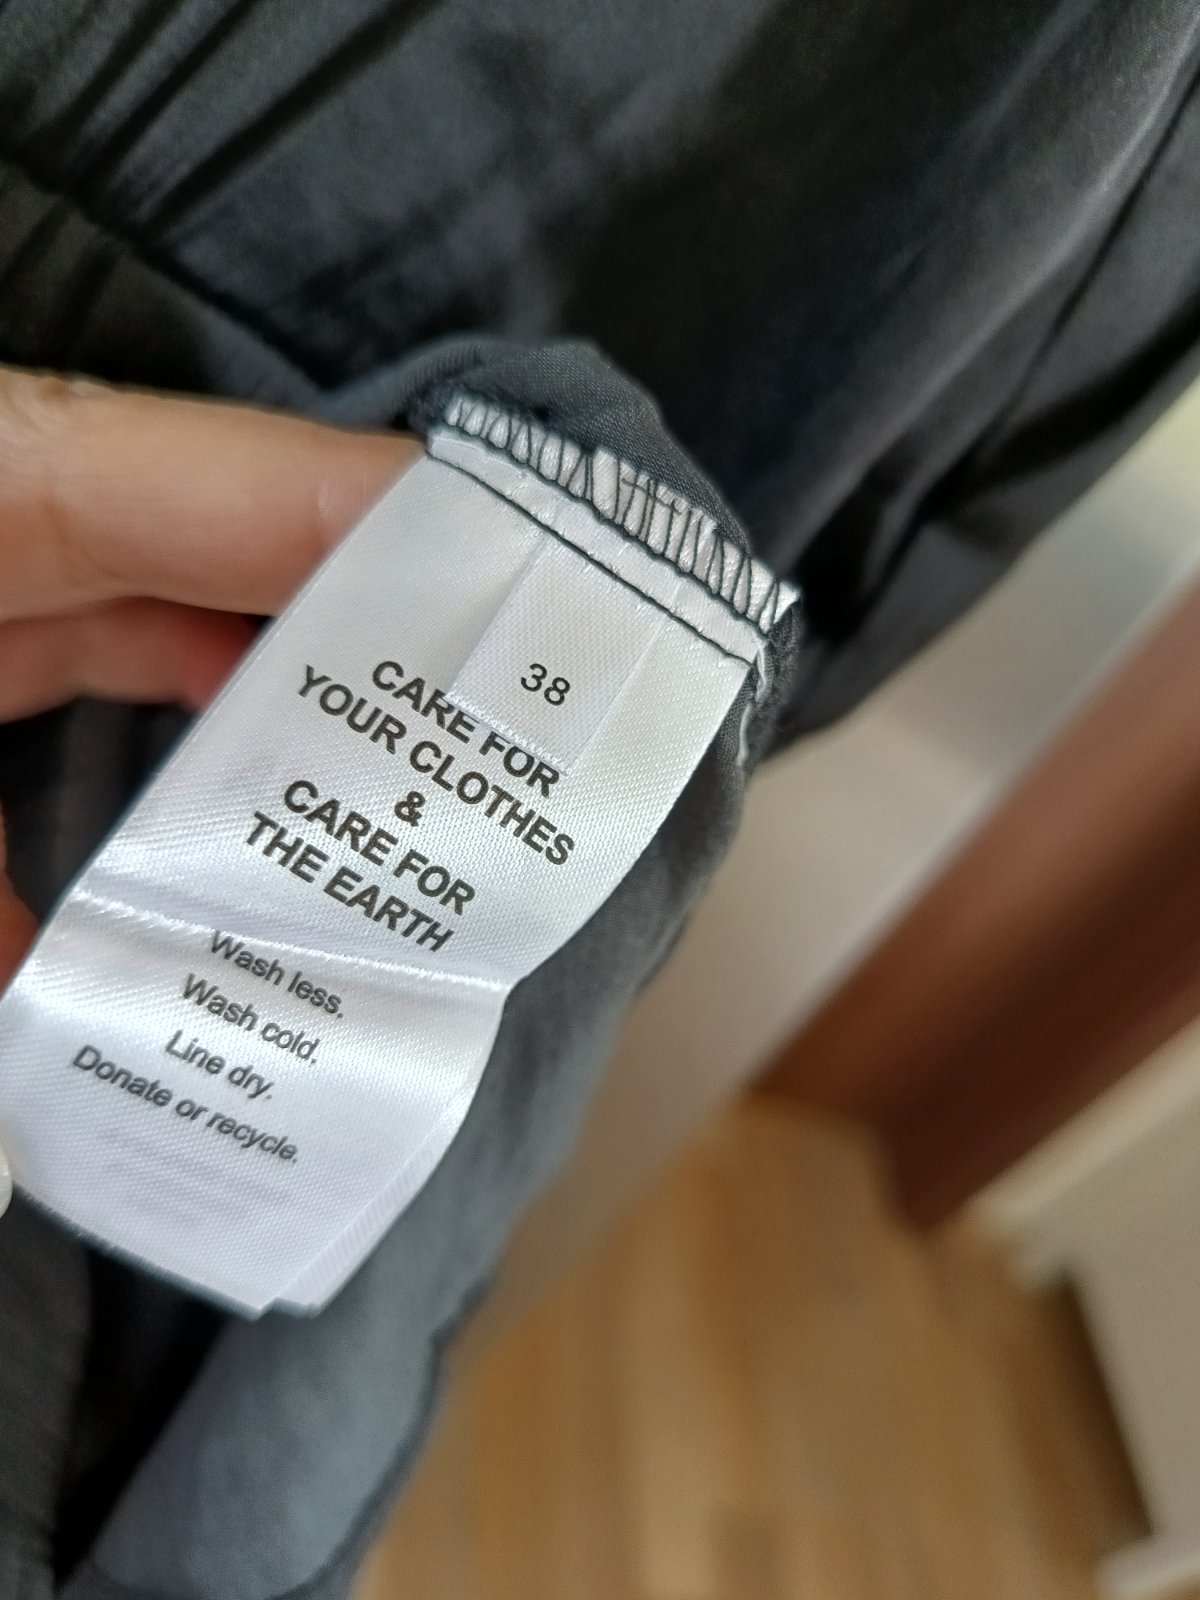 38
CARE FOR
YOUR CLOTHES
&
CARE FOR
THE EARTH
Wash less.
Wash cold.
Line dry.
Donate or recycle.